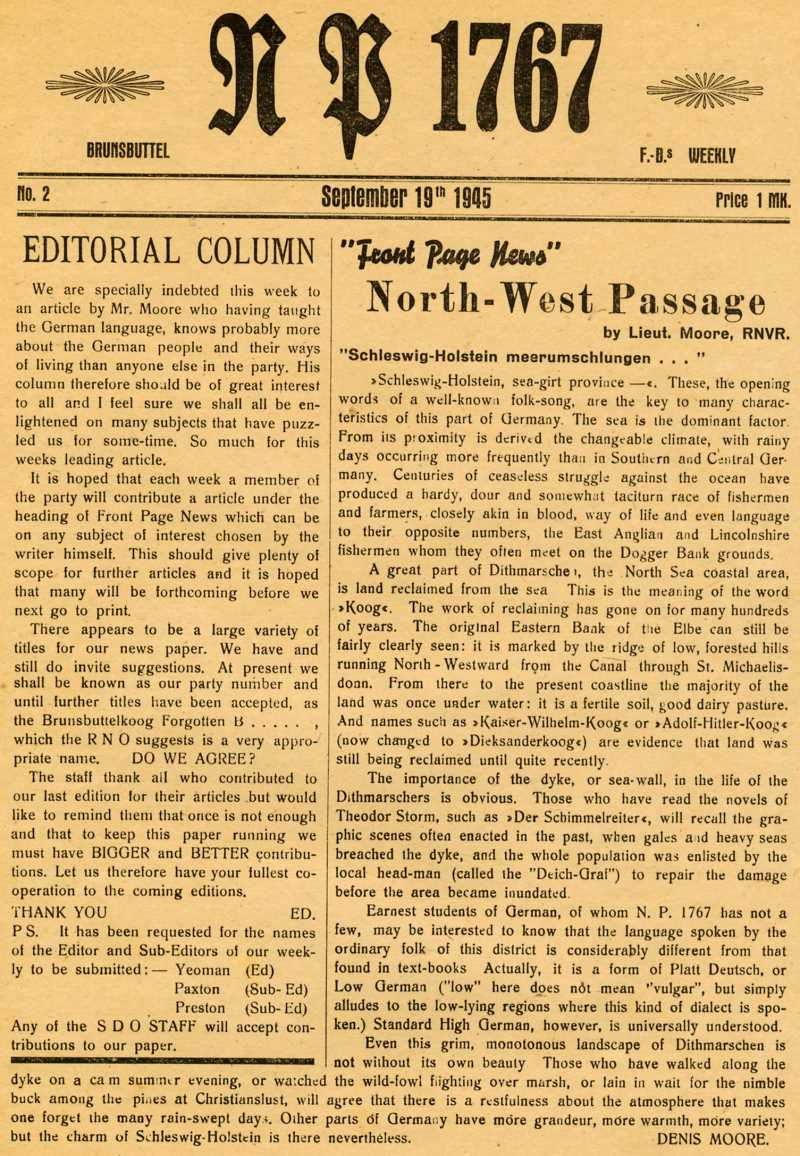 N P 1767
BRUNSBUTTEL
F.-B.s WEEKLY
No. 2
September 19th 1945
Price 1 MK.
EDITORIAL COLUMN
We are specially indebted this week to
an article by Mr. Moore who having taught
the German language, knows probably more
about the German people and their ways
of living than anyone else in the party. His
column therefore should be of great interest
to all and I feel sure we shall all be en-
lightened on many subjects that have puzz-
led us for some-time. So much for this
weeks leading article.
It is hoped that each week a member of
the party will contribute a article under the
heading of Front Page News which can be
on any subject of interest chosen by the
writer himself. This should give plenty of
scope for further articles and it is hoped
that many will be forthcoming before we
next go to print.
There appears to be a large variety of
titles for our news paper. We have and
still do invite suggestions. At present we
shall be known as our party number and
until further titles have been accepted, as
the Brunsbuttelkoog Forgotten B . . . . . ,
which the R N O suggests is a very appro-
priate name. DO WE AGREE?
The staff thank all who contributed to
our last edition for their articles but would
like to remind them that once is not enough
and that to keep this paper running we
must have BIGGER and BETTER contribu-
tions. Let us therefore have your fullest co-
operation to the coming editions.
THANK YOU ED.
P S. It has been requested for the names
of the Editor and Sub-Editors of our week-
ly to be submitted: — Yeoman (Ed)
Paxton (Sub- Ed)
Preston (Sub- Ed)
Any of the S D O STAFF will accept con-
tributions to our paper.
"Front Page News"
North-West Passage
by Lieut. Moore, RNVR.
"Schleswig-Holstein meerumschlungen . . . "
»Schleswig-Holstein, sea-girt province —«. These, the opening
words of a well-known folk-song, are the key to many charac-
teristics of this part of Germany. The sea is the dominant factor.
From its proximity is derived the changeable climate, with rainy
days occurring more frequently than in Southern and Central Ger-
many. Centuries of ceaseless struggle against the ocean have
produced a hardy, dour and somewhat taciturn race of fishermen
and farmers, closely akin in blood, way of life and even language
to their opposite numbers, the East Anglian and Lincolnshire
fishermen whom they often meet on the Dogger Bank grounds.
A great part of Dithmarschen, the North Sea coastal area,
is land reclaimed from the sea This is the meaning of the word
»Koog«. The work of reclaiming has gone on for many hundreds
of years. The original Eastern Bank of the Elbe can still be
fairly clearly seen: it is marked by the ridge of low, forested hills
running North-Westward from the Canal through St. Michaelis-
donn. From there to the present coastline the majority of the
land was once under water: it is a fertile soil, good dairy pasture.
And names such as »Kaiser-Wilhelm-Koog« or »Adolf-Hitler-Koog«
(now changed to »Dieksanderkoog«) are evidence that land was
still being reclaimed until quite recently.
The importance of the dyke, or sea-wall, in the life of the
Dithmarschers is obvious. Those who have read the novels of
Theodor Storm, such as »Der Schimmelreiter«, will recall the gra-
phic scenes often enacted in the past, when gales and heavy seas
breached the dyke, and the whole population was enlisted by the
local head-man (called the "Deich-Graf") to repair the damage
before the area became inundated.
Earnest students of German, of whom N. P. 1767 has not a
few, may be interested to know that the language spoken by the
ordinary folk of this district is considerably different from that
found in text-books Actually, it is a form of Platt Deutsch, or
Low German ("low" here does not mean "vulgar", but simply
alludes to the low-lying regions where this kind of dialect is spo-
ken.) Standard High German, however, is universally understood.
Even this grim, monotonous landscape of Dithmarschen is
not without its own beauty Those who have walked along the
dyke on a calm summer evening, or watched the wild-fowl flighting over marsh, or lain in wait for the nimble
buck among the pines at Christianslust, will agree that there is a restfulness about the atmosphere that makes
one forget the many rain-swept days. Other parts of Germany have more grandeur, more warmth, more variety;
but the charm of Schleswig-Holstein is there nevertheless. DENIS MOORE.